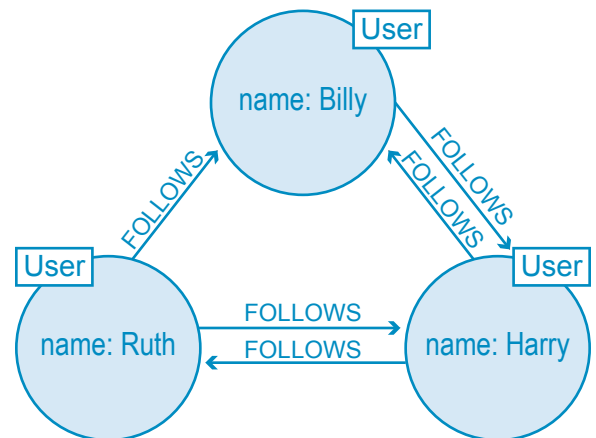 User
name: Billy
FOLLOWS
FOLLOWS
FOLLOWS
User
User
name: Ruth
FOLLOWS
FOLLOWS
name: Harry